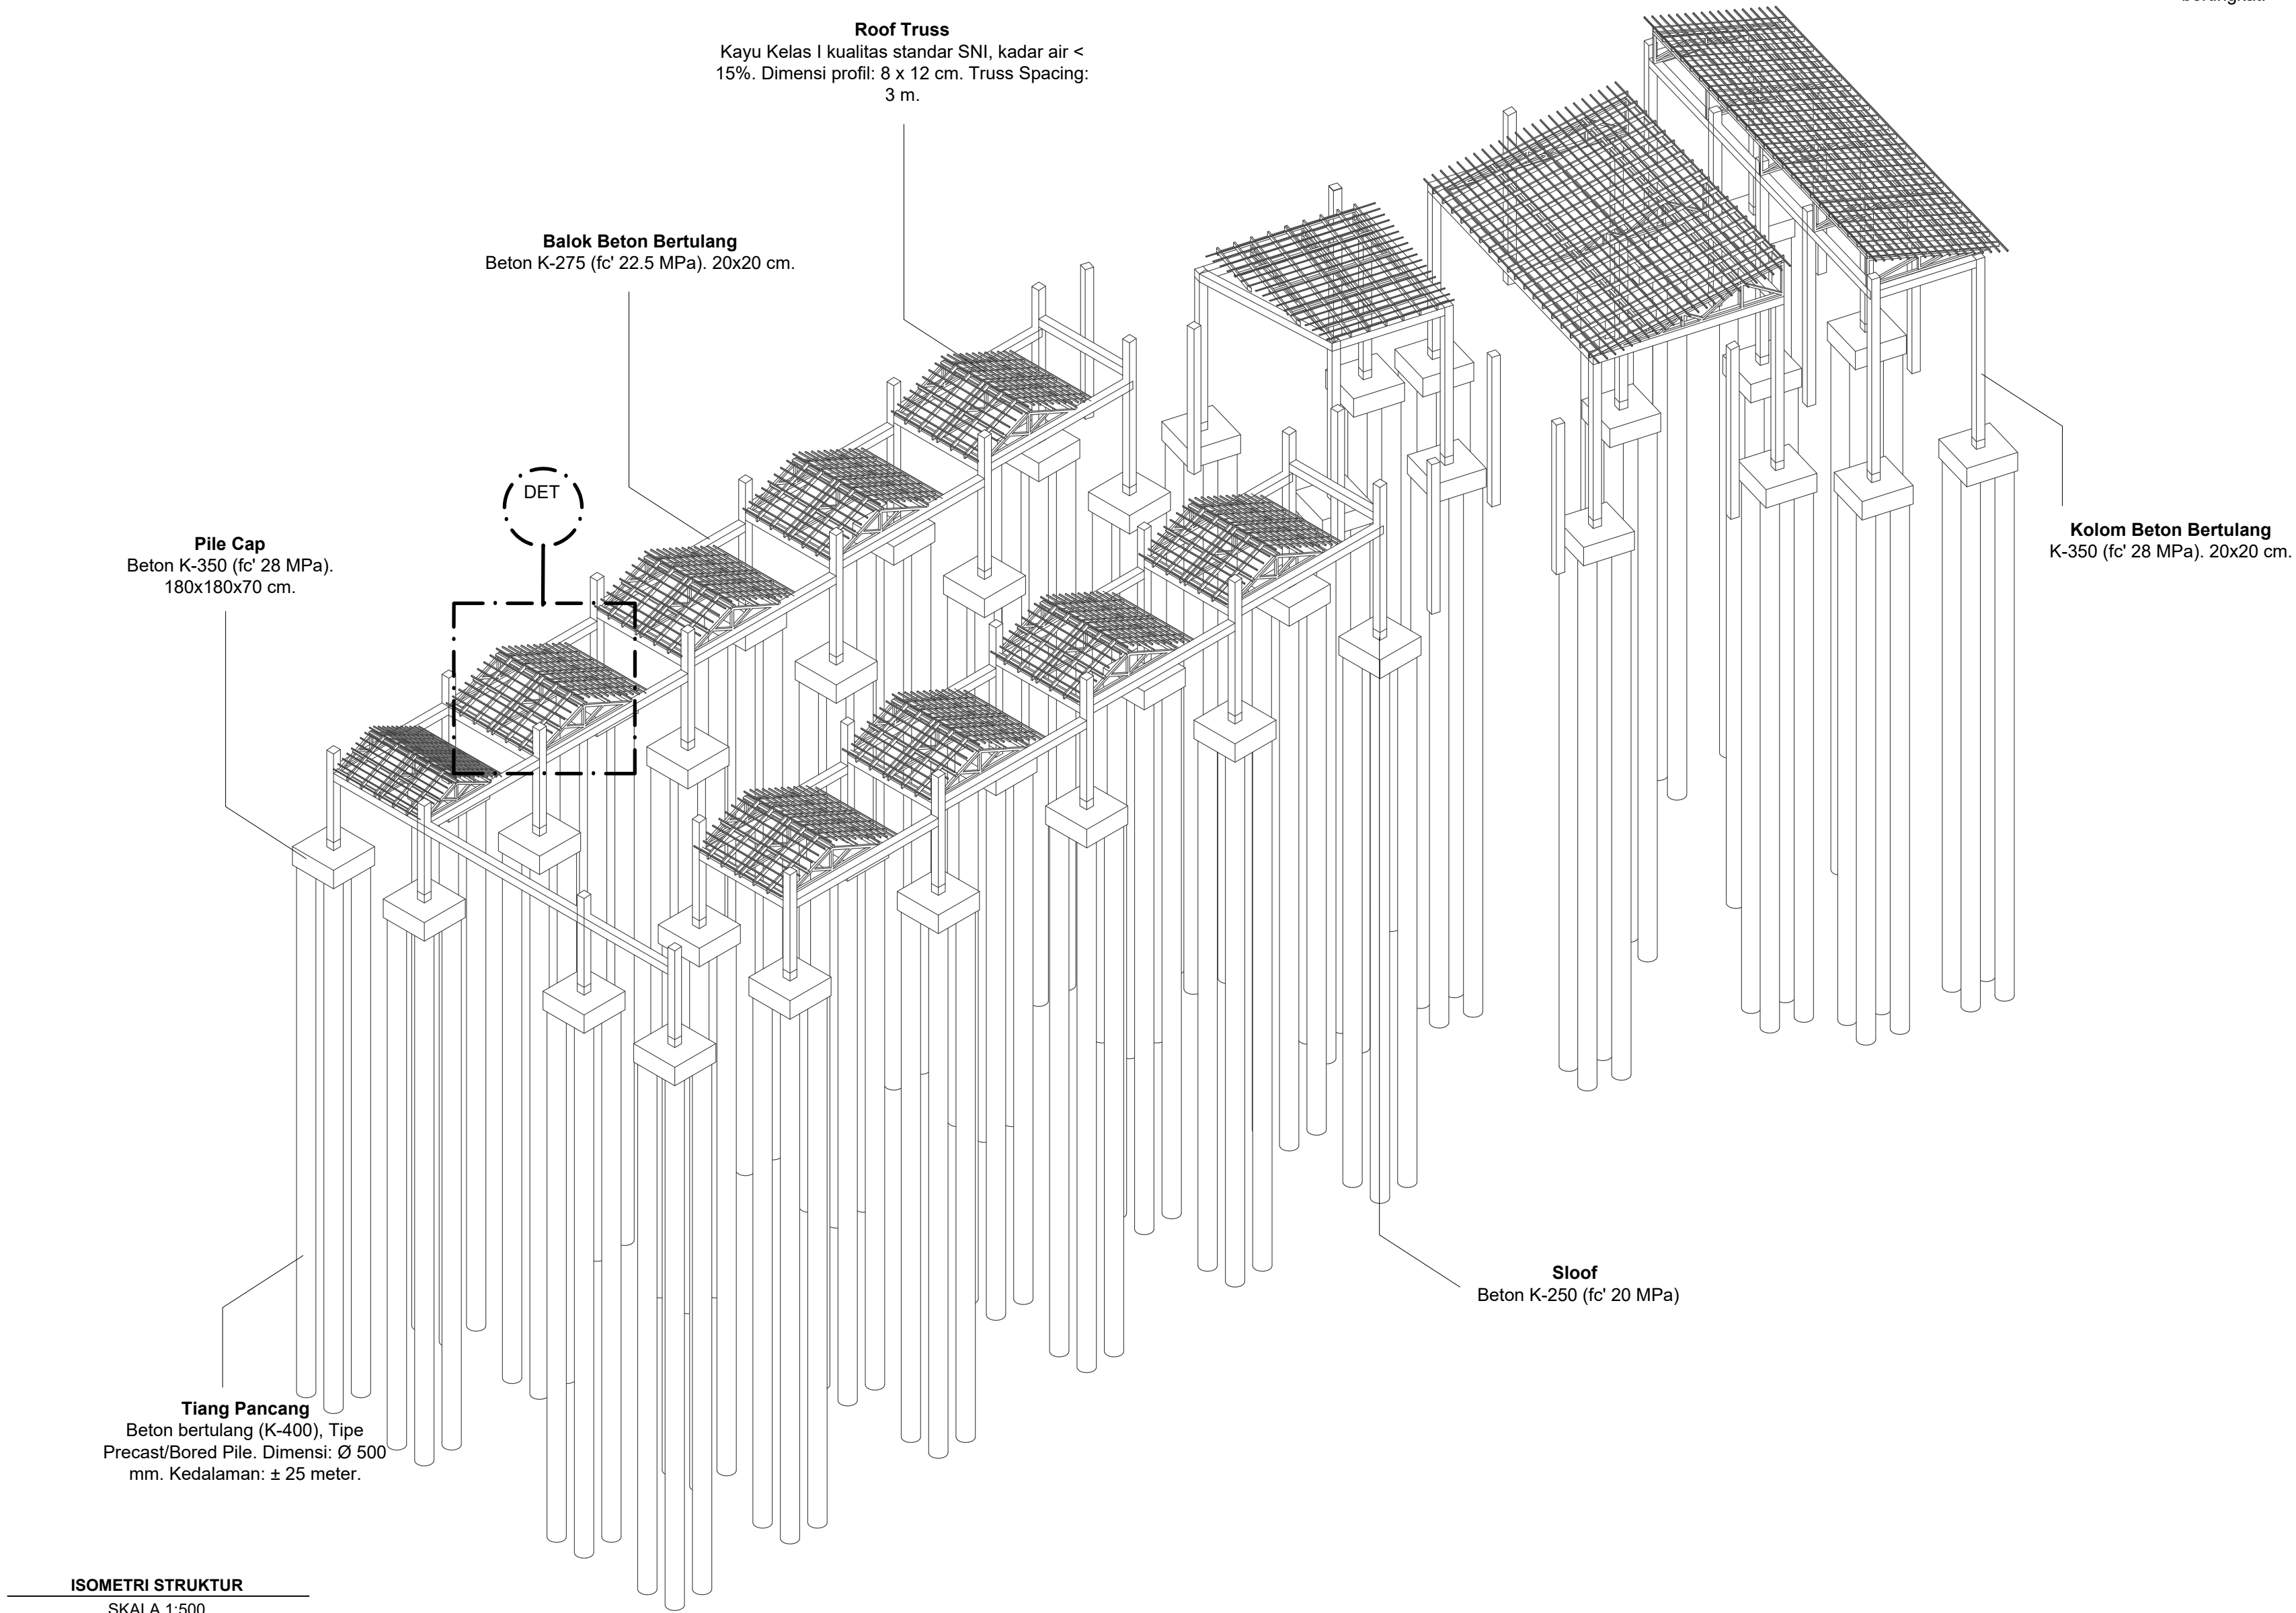 Roof Truss
Kayu Kelas I kualitas standar SNI, kadar air <
15%. Dimensi profil: 8 x 12 cm. Truss Spacing:
3 m.
Balok Beton Bertulang
Beton K-275 (fc' 22.5 MPa). 20x20 cm.
DET
Pile Cap
Beton K-350 (fc' 28 MPa).
180x180x70 cm.
Kolom Beton Bertulang
K-350 (fc' 28 MPa). 20x20 cm.
Sloof
Beton K-250 (fc' 20 MPa)
Tiang Pancang
Beton bertulang (K-400), Tipe
Precast/Bored Pile. Dimensi: Ø 500
mm. Kedalaman: ± 25 meter.
ISOMETRI STRUKTUR
SKALA 1:500